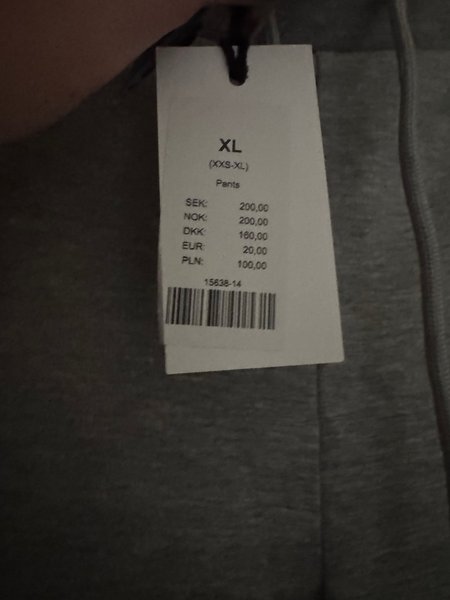 XL
(XXS-XL)
Pants
SEK: 200,00
NOK: 200,00
DKK: 160,00
EUR: 20,00
PLN: 100,00
15638-14